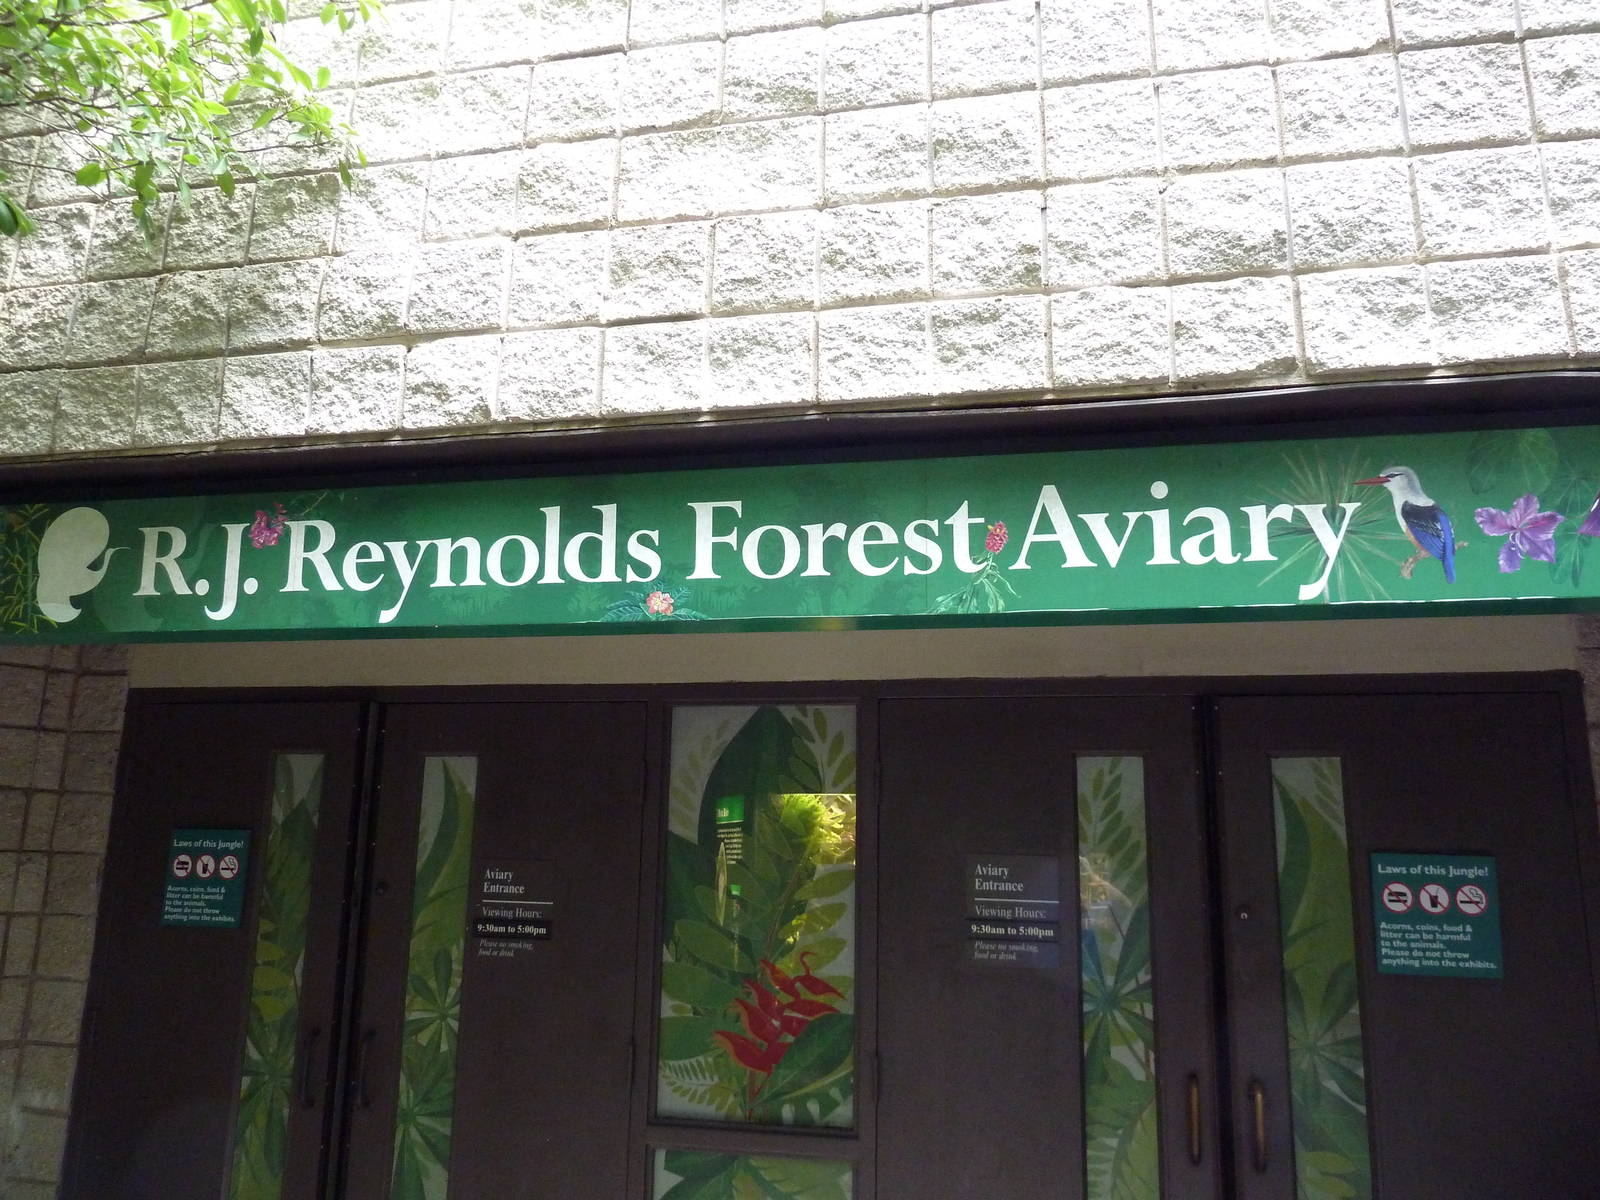 R.J. Reynolds Forest Aviary
Laws of this Jungle!
Acorns, coins, food &
litter can be harmful
to the animals.
Please do not throw
anything into the exhibits.
Aviary
Entrance
Viewing Hours:
9:30am to 5:00pm
Please no smoking,
food or drink
Aviary
Entrance
Viewing Hours:
9:30am to 5:00pm
Please no smoking,
food or drink
Laws of this Jungle!
Acorns, coins, food &
litter can be harmful
to the animals.
Please do not throw
anything into the exhibits.